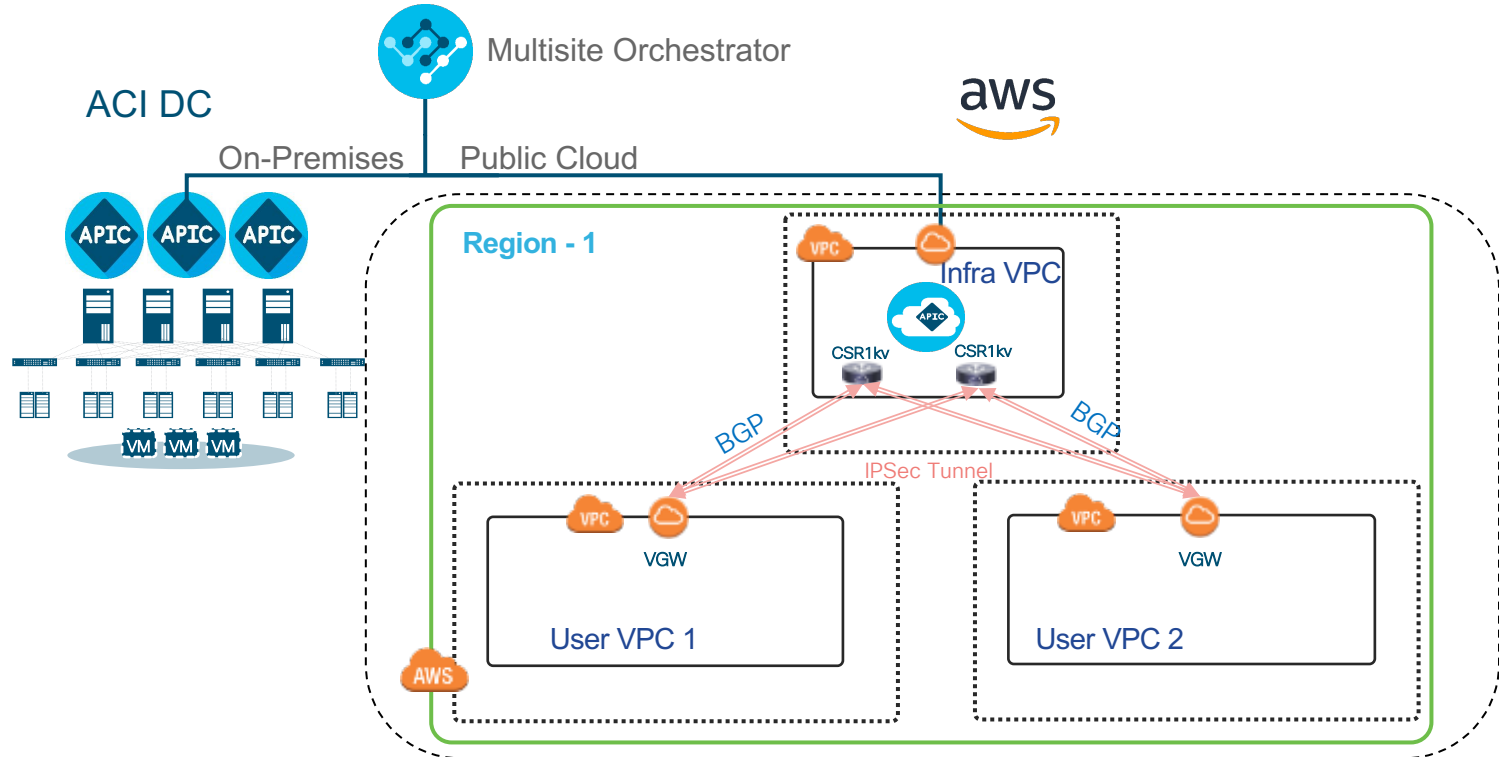 Multisite Orchestrator
ACI DC
aws
On-Premises
Public Cloud
APIC
APIC
APIC
Region - 1
VPC
Infra VPC
APIC
CSR1kv
CSR1kv
BGP
BGP
IPSec Tunnel
VM
VM
VM
VPC
VGW
User VPC 1
VPC
VGW
User VPC 2
AWS